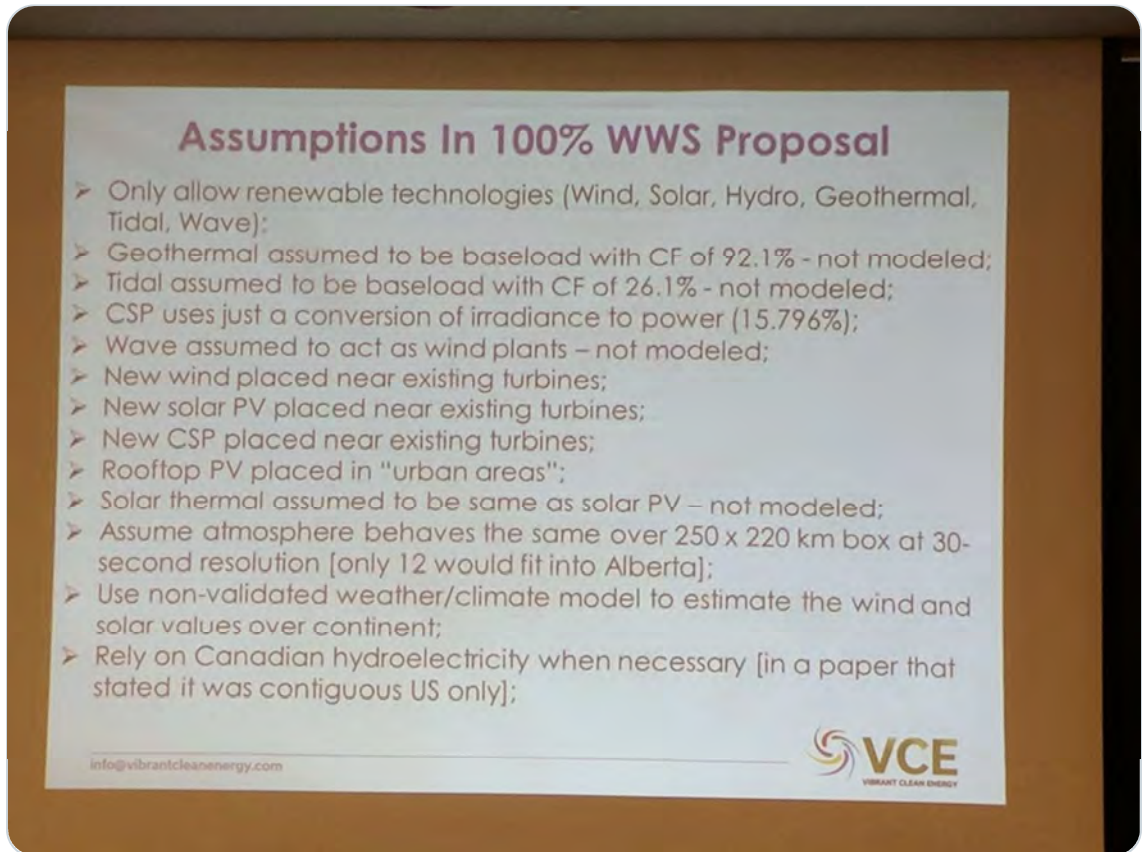 Assumptions In 100% WWS Proposal
➤ Only allow renewable technologies (Wind, Solar, Hydro, Geothermal,
Tidal, Wave);
➤ Geothermal assumed to be baseload with CF of 92.1% - not modeled;
➤ Tidal assumed to be baseload with CF of 26.1% - not modeled;
➤ CSP uses just a conversion of irradiance to power (15.796%);
➤ Wave assumed to act as wind plants – not modeled;
➤ New wind placed near existing turbines;
➤ New solar PV placed near existing turbines;
➤ New CSP placed near existing turbines;
➤ Rooftop PV placed in "urban areas";
➤ Solar thermal assumed to be same as solar PV – not modeled;
➤ Assume atmosphere behaves the same over 250 x 220 km box at 30-
second resolution [only 12 would fit into Alberta];
➤ Use non-validated weather/climate model to estimate the wind and
solar values over continent;
➤ Rely on Canadian hydroelectricity when necessary [in a paper that
stated it was contiguous US only];
info@vibrantcleanenergy.com
VCE
VIBRANT CLEAN ENERGY